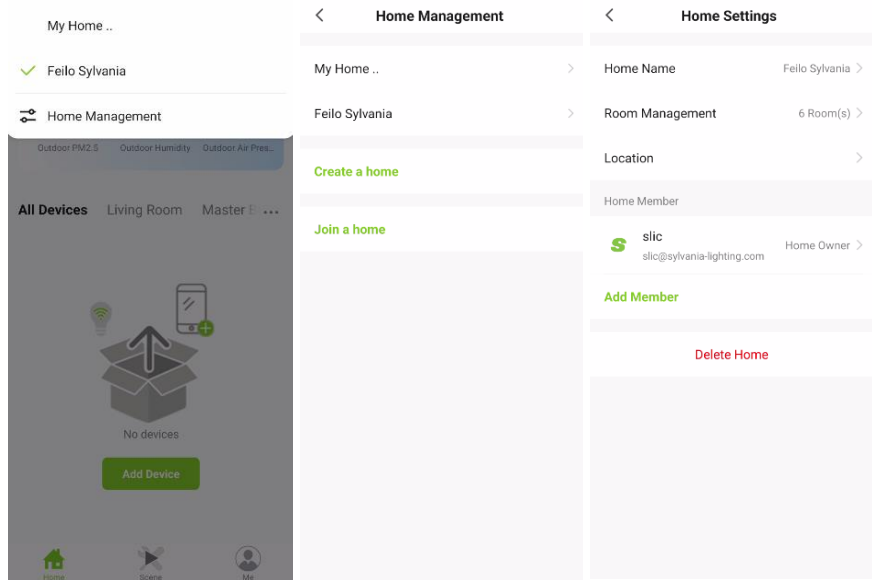 My Home ..
Feilo Sylvania
Home Management
Outdoor PM2.5 Outdoor Humidity Outdoor Air Pres...
All Devices Living Room Master B ...
No devices
Add Device
Home Scene Me
Home Management
My Home ..
Feilo Sylvania
Create a home
Join a home
Home Settings
Home Name Feilo Sylvania
Room Management 6 Room(s)
Location
Home Member
S
slic
slic@sylvania-lighting.com
Home Owner
Add Member
Delete Home